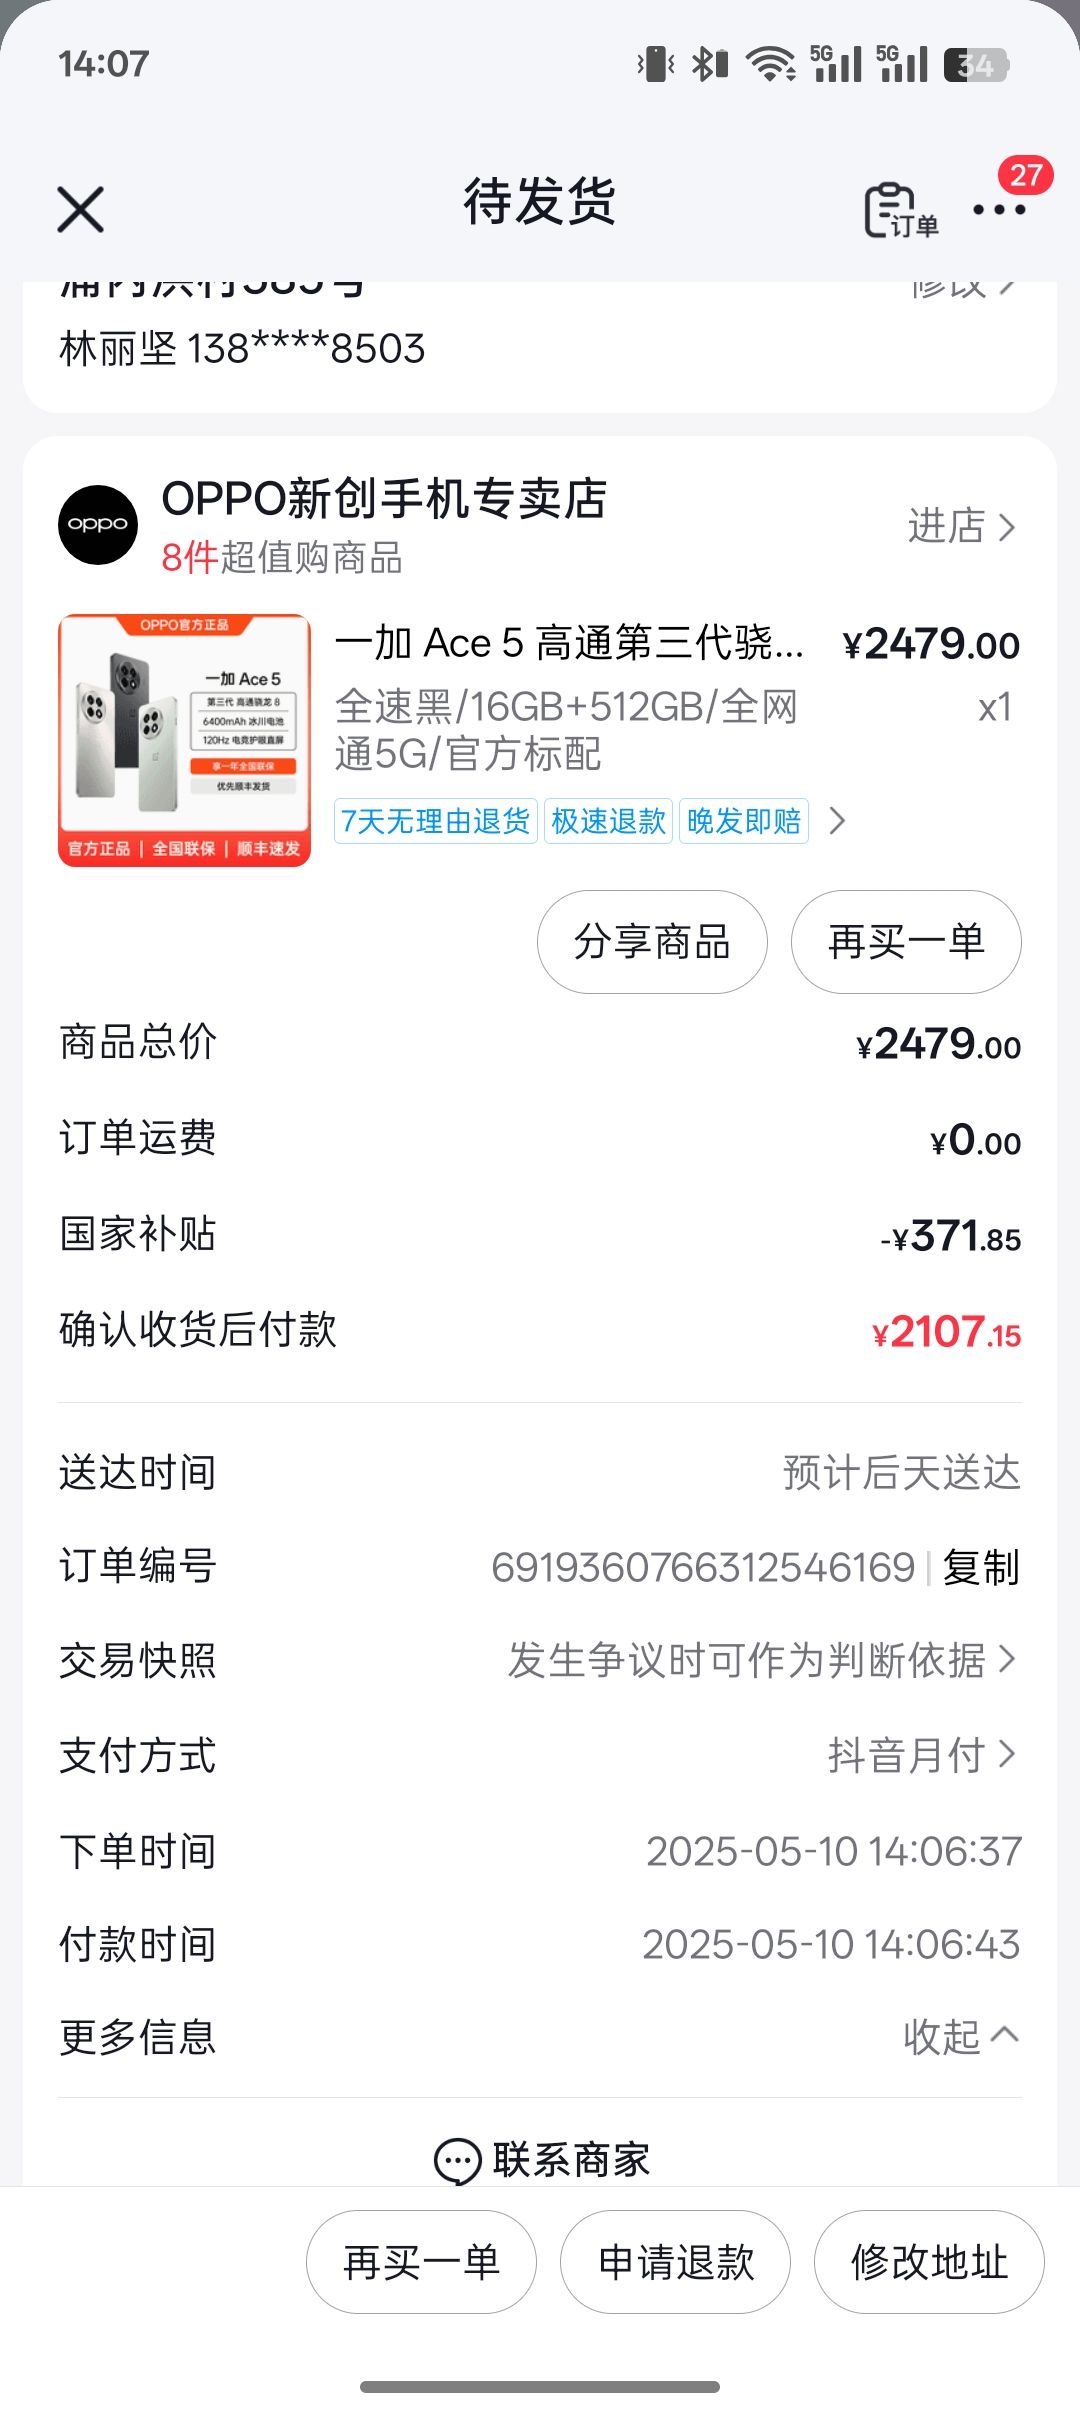 14:07
5G 5G 34
待发货
订单
27
林丽坚 138****8503
修改
oppo
OPPO新创手机专卖店
8件超值购商品
进店
OPPO官方正品
一加 Ace 5
第三代 高通骁龙 8
6400mAh 冰川电池
120Hz 电竞护眼直屏
享一年全国联保
优先顺丰发货
官方正品 | 全国联保 | 顺丰速发
一加 Ace 5 高通第三代骁... ¥2479.00
全速黑/16GB+512GB/全网 x1
通5G/官方标配
7天无理由退货 极速退款 晚发即赔
分享商品 再买一单
商品总价 ¥2479.00
订单运费 ¥0.00
国家补贴 -¥371.85
确认收货后付款 ¥2107.15
送达时间 预计后天送达
订单编号 6919360766312546169 | 复制
交易快照 发生争议时可作为判断依据
支付方式 抖音月付
下单时间 2025-05-10 14:06:37
付款时间 2025-05-10 14:06:43
更多信息 收起
联系商家
再买一单 申请退款 修改地址